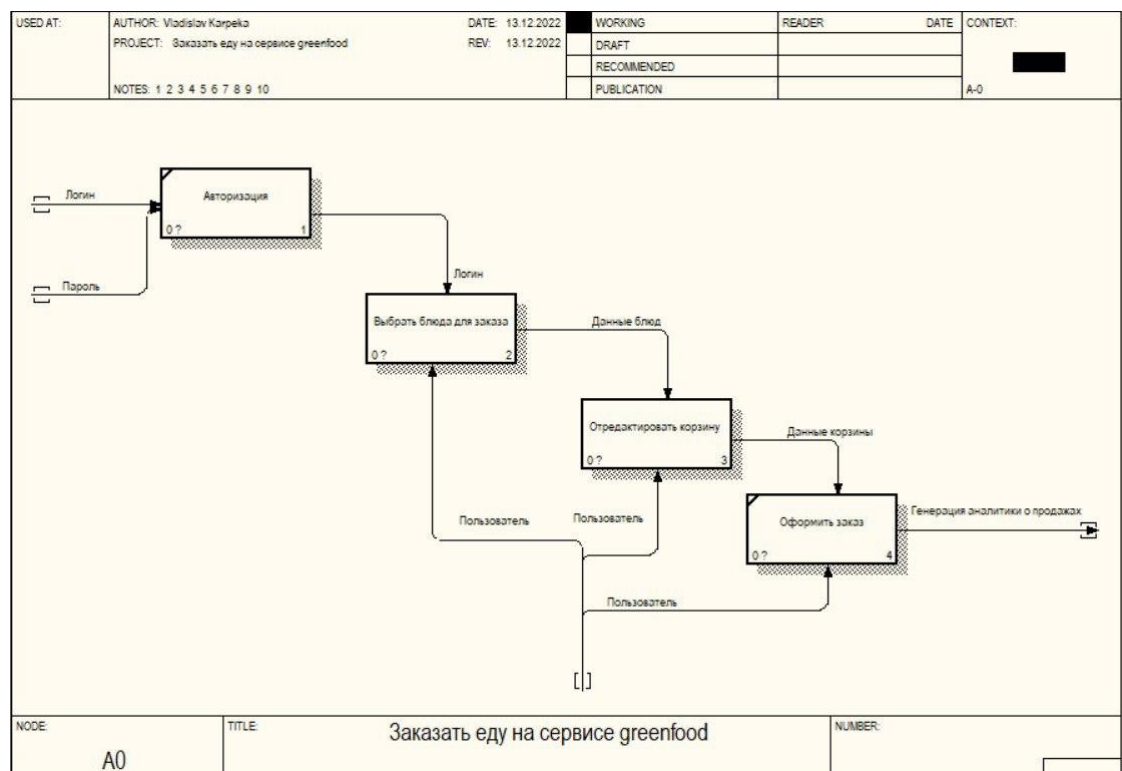 USED AT:
AUTHOR: Vladislav Karpeka
DATE: 13.12.2022
WORKING
READER
DATE
CONTEXT:
PROJECT: Заказать еду на сервисе greenfood
REV: 13.12.2022
DRAFT
RECOMMENDED
NOTES: 1 2 3 4 5 6 7 8 9 10
PUBLICATION
A-0
Логин
Авторизация
0 ?
1
Пароль
Логин
Выбрать блюда для заказа
0 ?
2
Данные блюд
Отредактировать корзину
0 ?
3
Данные корзины
Оформить заказ
0 ?
4
Генерация аналитики о продажах
Пользователь
Пользователь
Пользователь
NODE:
TITLE:
Заказать еду на сервисе greenfood
NUMBER:
A0